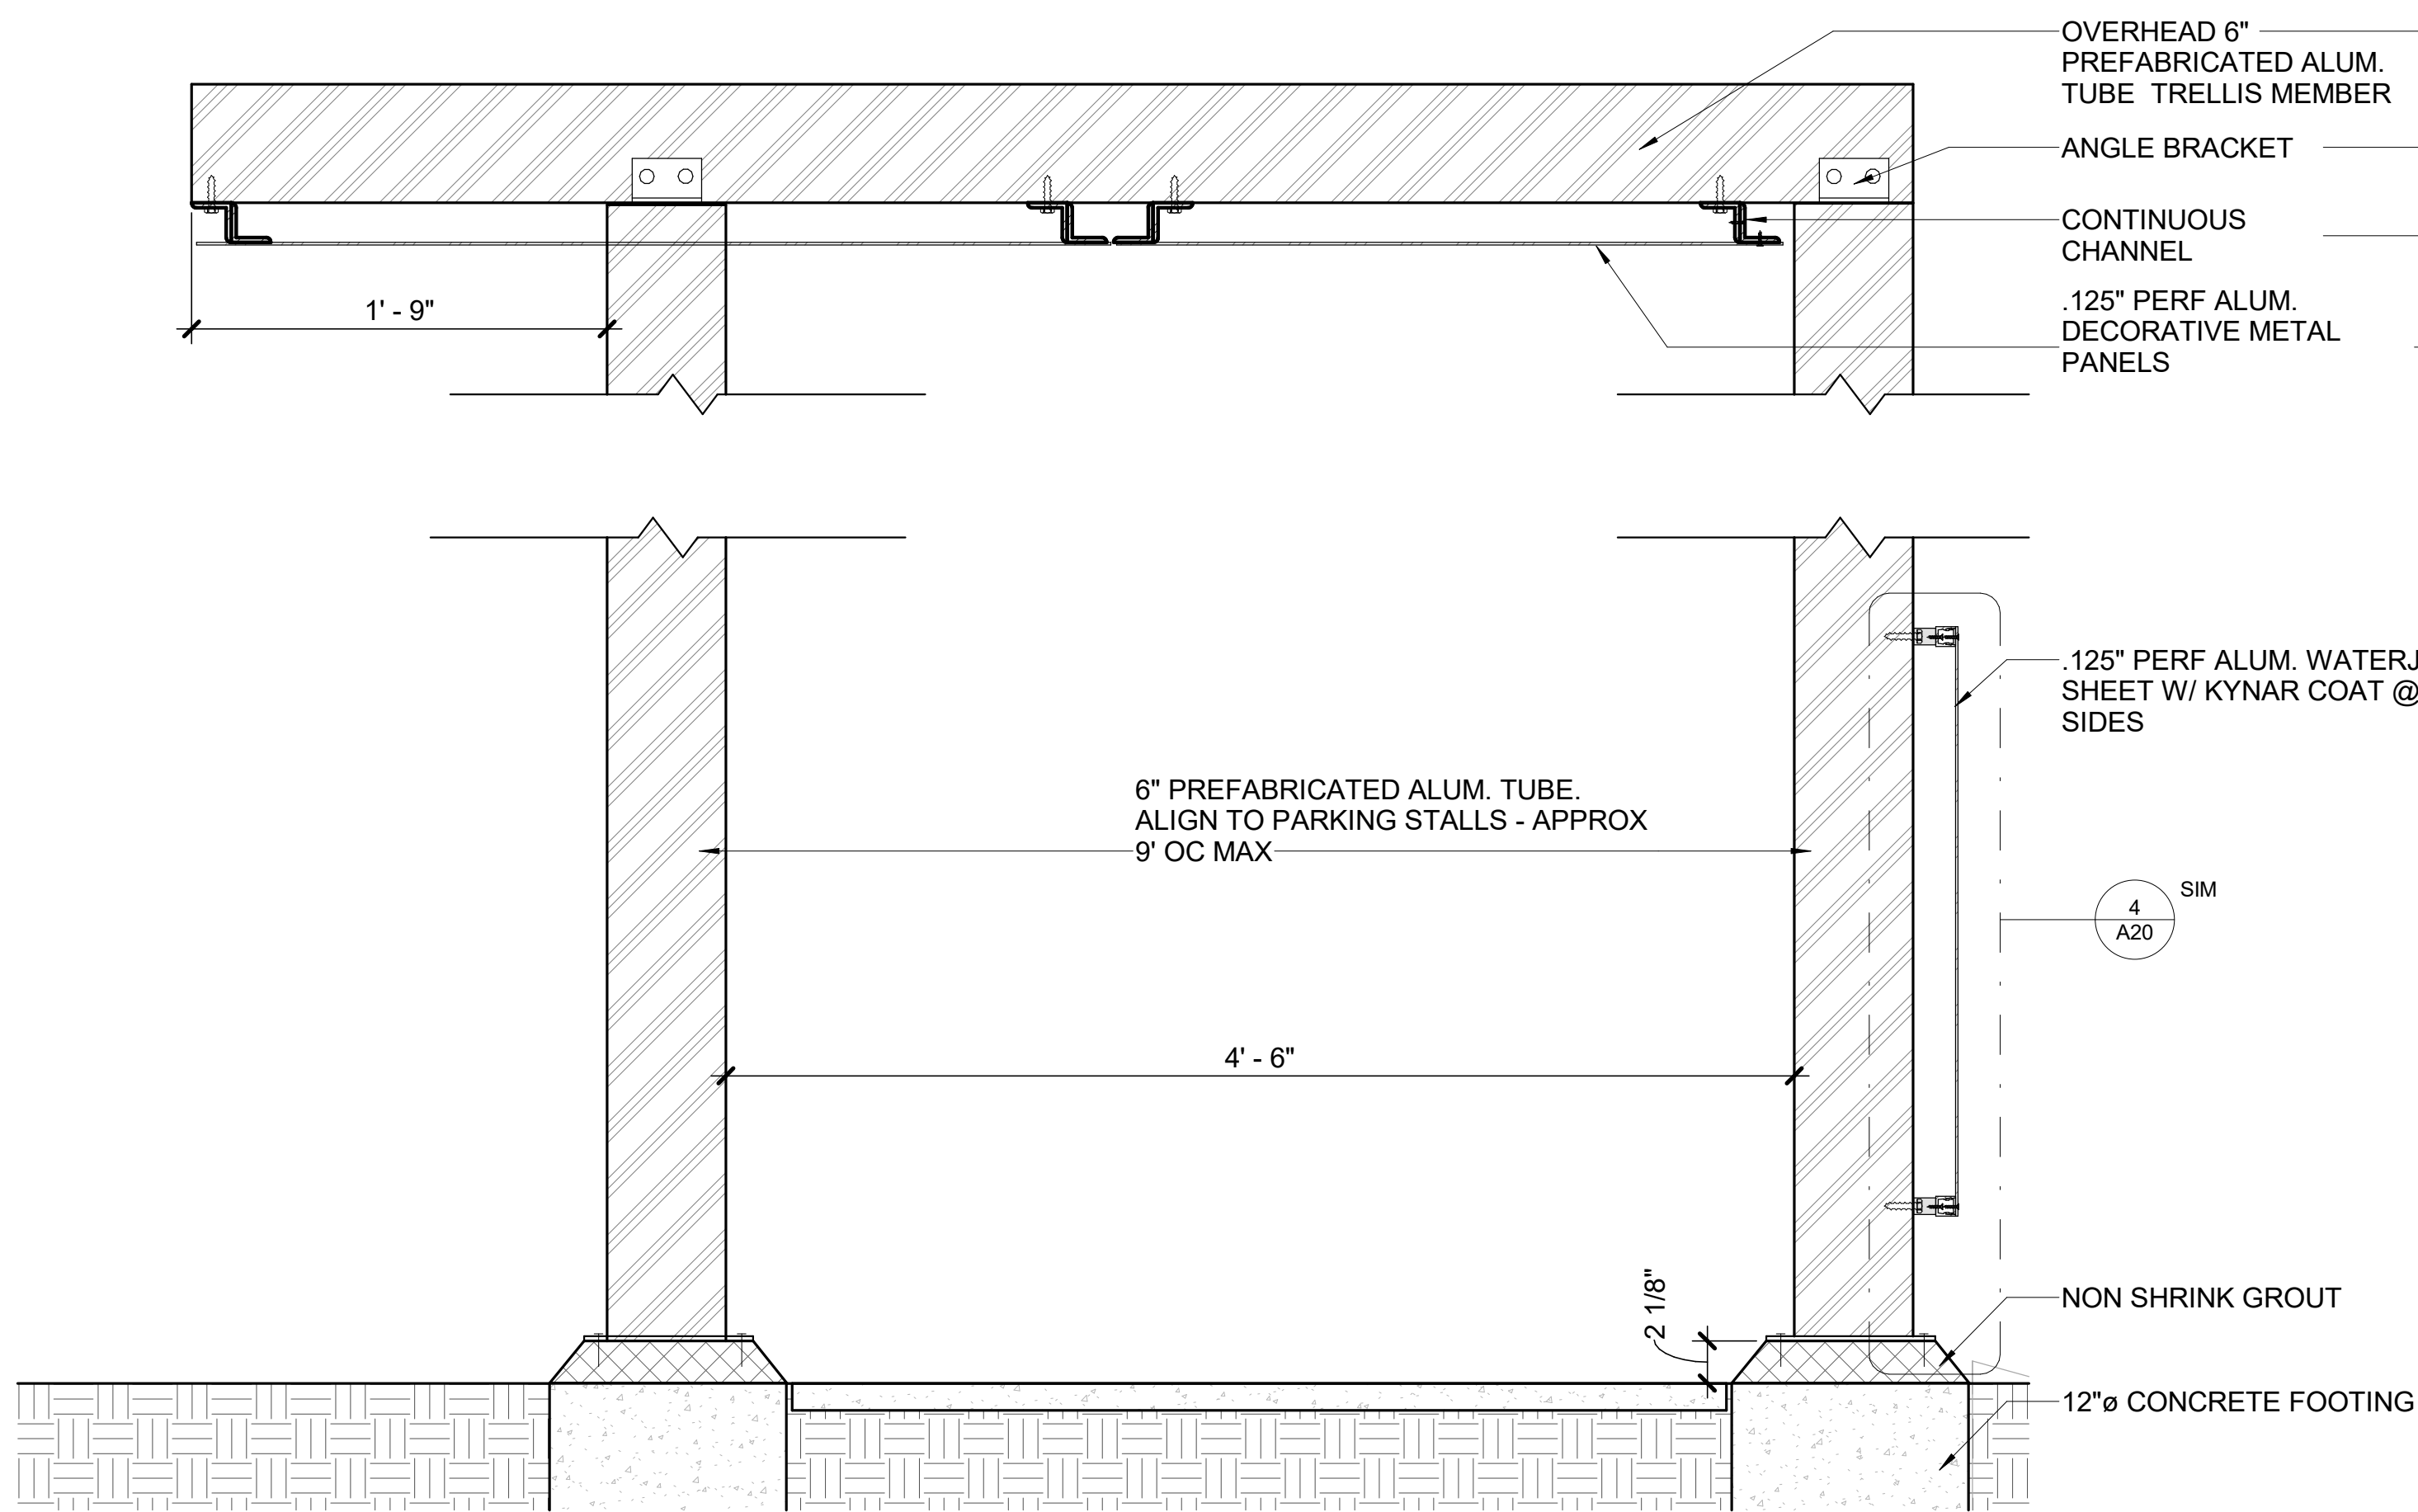 OVERHEAD 6"
PREFABRICATED ALUM.
TUBE TRELLIS MEMBER
ANGLE BRACKET
CONTINUOUS
CHANNEL
.125" PERF ALUM.
DECORATIVE METAL
PANELS
1' - 9"
.125" PERF ALUM. WATERJ
SHEET W/ KYNAR COAT @
SIDES
6" PREFABRICATED ALUM. TUBE.
ALIGN TO PARKING STALLS - APPROX
9' OC MAX
4
A20
SIM
4' - 6"
2 1/8"
NON SHRINK GROUT
12"ø CONCRETE FOOTING